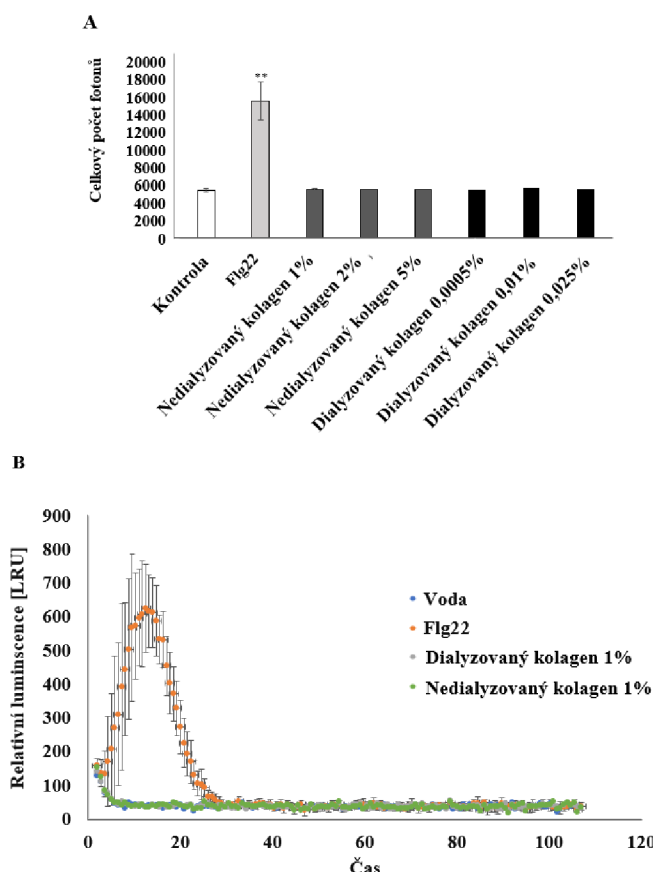 A
Celkový počet fotonů
20000
18000
16000
14000
12000
10000
8000
6000
4000
2000
0
**
Kontrola
Flg22
Nedialyzovaný kolagen 1%
Nedialyzovaný kolagen 2%
Nedialyzovaný kolagen 5%
Dialyzovaný kolagen 0,0005%
Dialyzovaný kolagen 0,01%
Dialyzovaný kolagen 0,025%
B
Relativní luminscence [LRU]
900
800
700
600
500
400
300
200
100
0
0 20 40 60 80 100 120
Čas
Voda
Flg22
Dialyzovaný kolagen 1%
Nedialyzovaný kolagen 1%